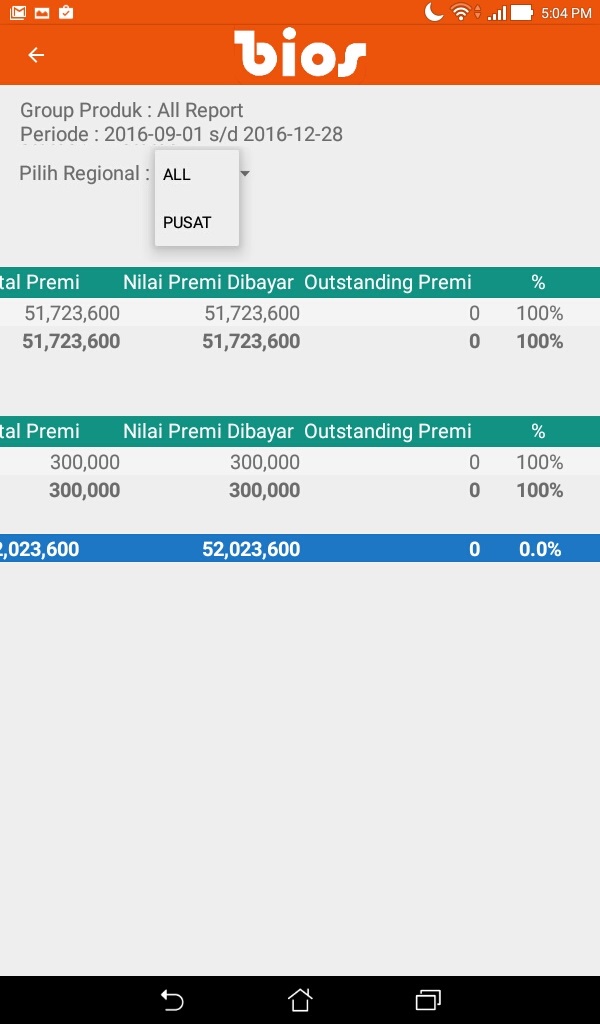 5:04 PM
bios
Group Produk : All Report
Periode : 2016-09-01 s/d 2016-12-28
Pilih Regional :
ALL
PUSAT
tal Premi Nilai Premi Dibayar Outstanding Premi %
51,723,600 51,723,600 0 100%
51,723,600 51,723,600 0 100%
tal Premi Nilai Premi Dibayar Outstanding Premi %
300,000 300,000 0 100%
300,000 300,000 0 100%
2,023,600 52,023,600 0 0.0%